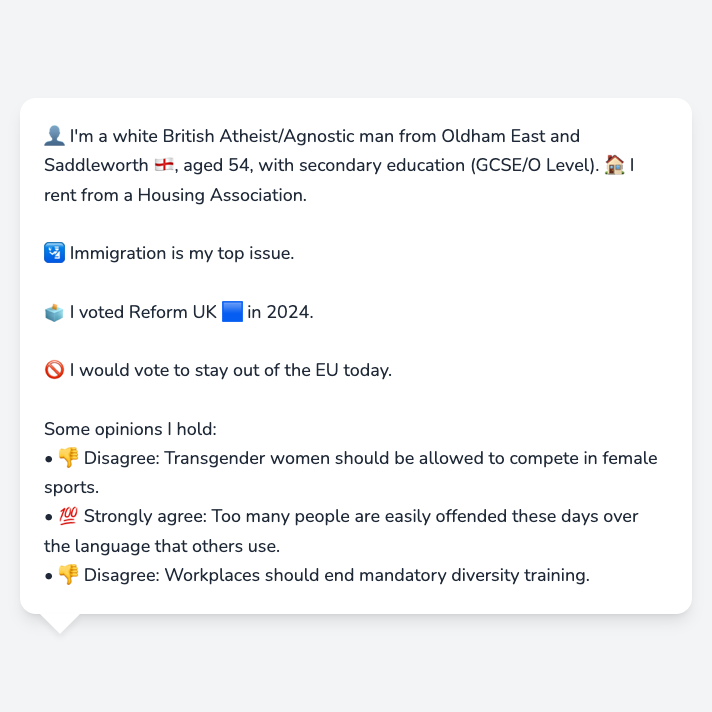 👤 I'm a white British Atheist/Agnostic man from Oldham East and
Saddleworth 🏴󠁧󠁢󠁥󠁮󠁧󠁿, aged 54, with secondary education (GCSE/O Level). 🏠 I
rent from a Housing Association.
🛂 Immigration is my top issue.
🗳️ I voted Reform UK 🟦 in 2024.
🚫 I would vote to stay out of the EU today.
Some opinions I hold:
• 👎 Disagree: Transgender women should be allowed to compete in female
sports.
• 💯 Strongly agree: Too many people are easily offended these days over
the language that others use.
• 👎 Disagree: Workplaces should end mandatory diversity training.